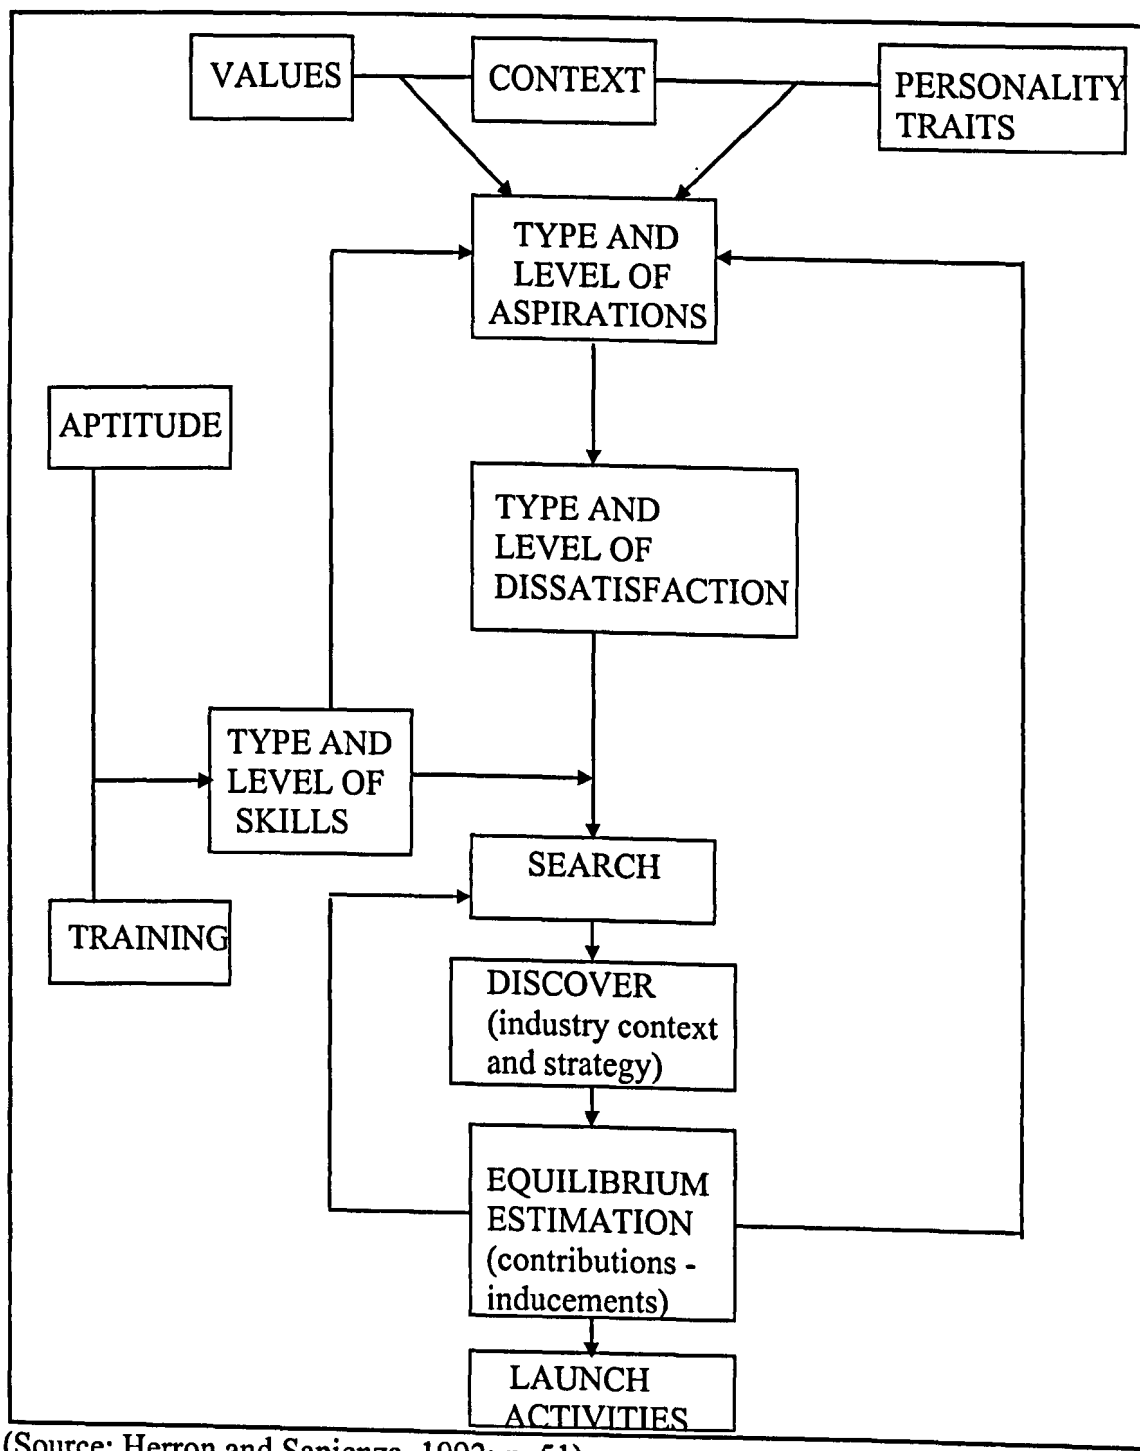 VALUES
CONTEXT
PERSONALITY
TRAITS
TYPE AND
LEVEL OF
ASPIRATIONS
APTITUDE
TYPE AND
LEVEL OF
DISSATISFACTION
TYPE AND
LEVEL OF
SKILLS
SEARCH
TRAINING
DISCOVER
(industry context
and strategy)
EQUILIBRIUM
ESTIMATION
(contributions -
inducements)
LAUNCH
ACTIVITIES
(Source: Herron and Sapienza, 1992: p. 51)